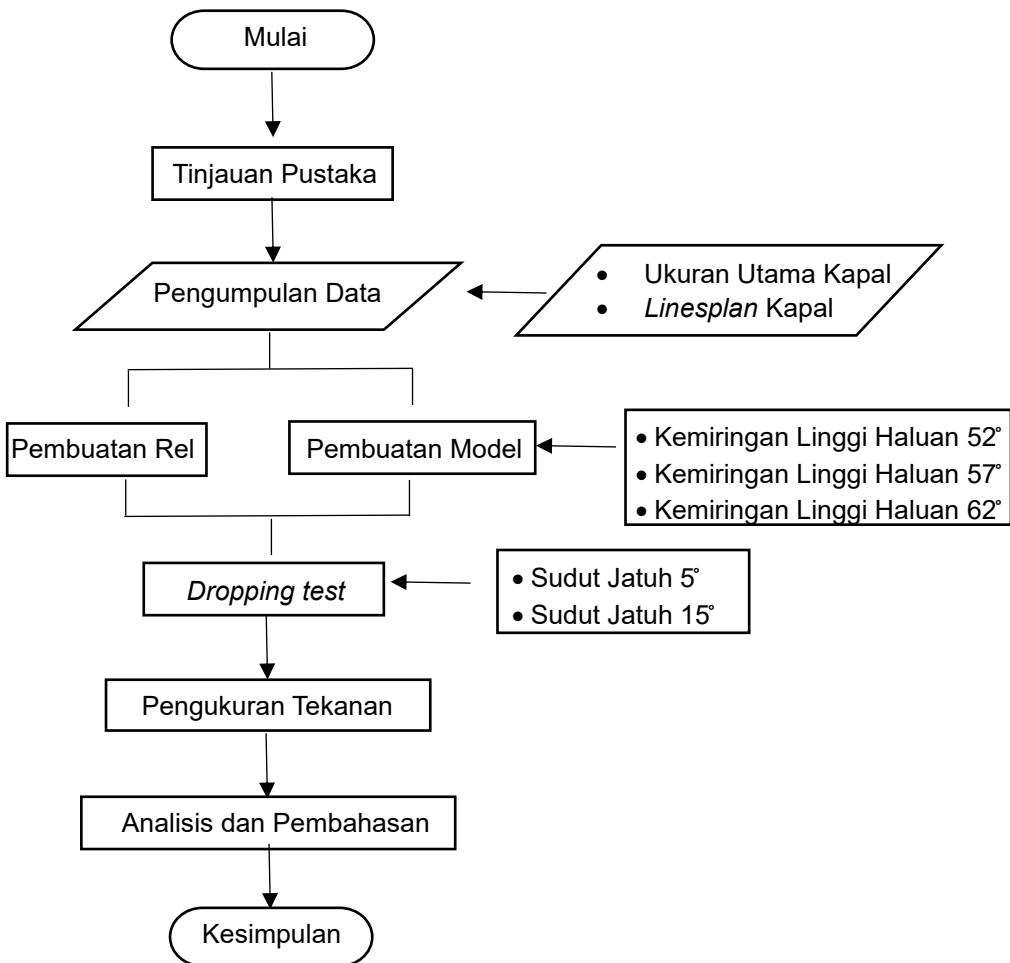 Mulai
Tinjauan Pustaka
Pengumpulan Data
• Ukuran Utama Kapal
• Linesplan Kapal
Pembuatan Rel
Pembuatan Model
• Kemiringan Linggi Haluan 52°
• Kemiringan Linggi Haluan 57°
• Kemiringan Linggi Haluan 62°
Dropping test
• Sudut Jatuh 5°
• Sudut Jatuh 15°
Pengukuran Tekanan
Analisis dan Pembahasan
Kesimpulan